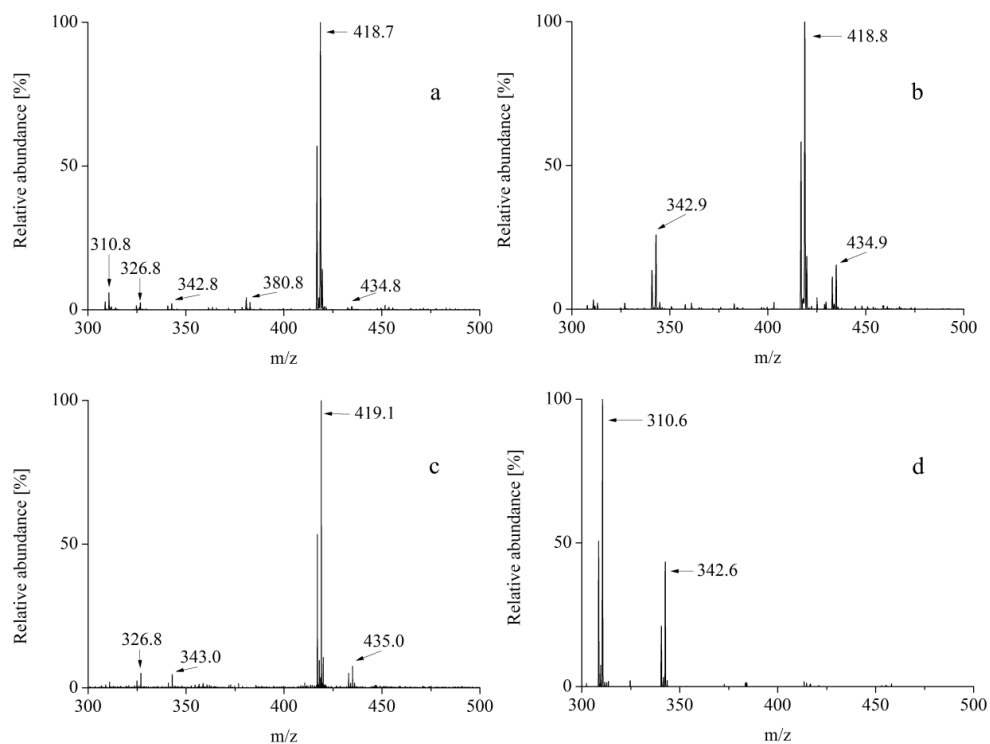 100
50
0
Relative abundance [%]
418.7
a
310.8
326.8
342.8
380.8
434.8
300 350 400 450 500
m/z
100
50
0
Relative abundance [%]
418.8
b
342.9
434.9
300 350 400 450 500
m/z
100
50
0
Relative abundance [%]
419.1
c
326.8
343.0
435.0
300 350 400 450 500
m/z
100
50
0
Relative abundance [%]
310.6
d
342.6
300 350 400 450 500
m/z